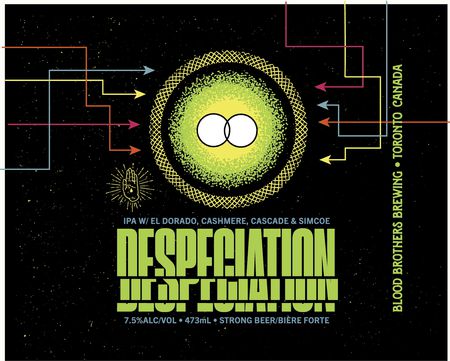 IPA W/ EL DORADO, CASHMERE, CASCADE & SIMCOE
DESPECIATION
DESPECIATION
7.5%ALC/VOL • 473mL • STRONG BEER/BIÈRE FORTE
BLOOD BROTHERS BREWING • TORONTO CANADA